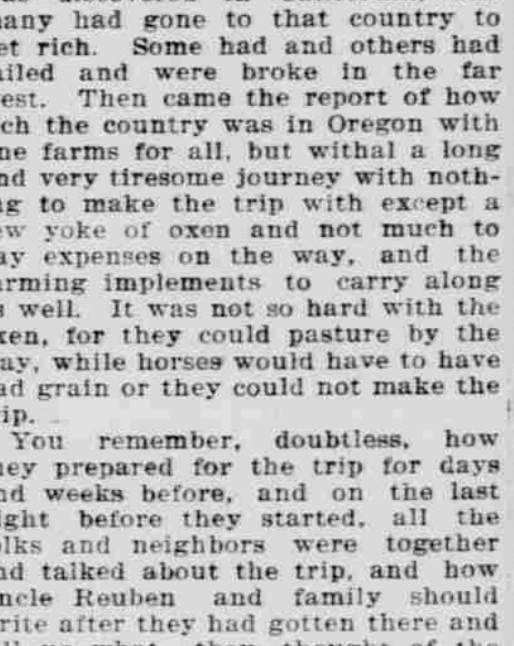 any had gone to that country to
et rich. Some had and others had
ailed and were broke in the far
est. Then came the report of how
ch the country was in Oregon with
ne farms for all, but withal a long
nd very tiresome journey with noth-
ng to make the trip with except a
ew yoke of oxen and not much to
ay expenses on the way, and the
arming implements to carry along
s well. It was not so hard with the
xen, for they could pasture by the
ay, while horses would have to have
ad grain or they could not make the
ip.
You remember, doubtless, how
hey prepared for the trip for days
nd weeks before, and on the last
ight before they started, all the
olks and neighbors were together
nd talked about the trip, and how
ncle Reuben and family should
rite after they had gotten there and